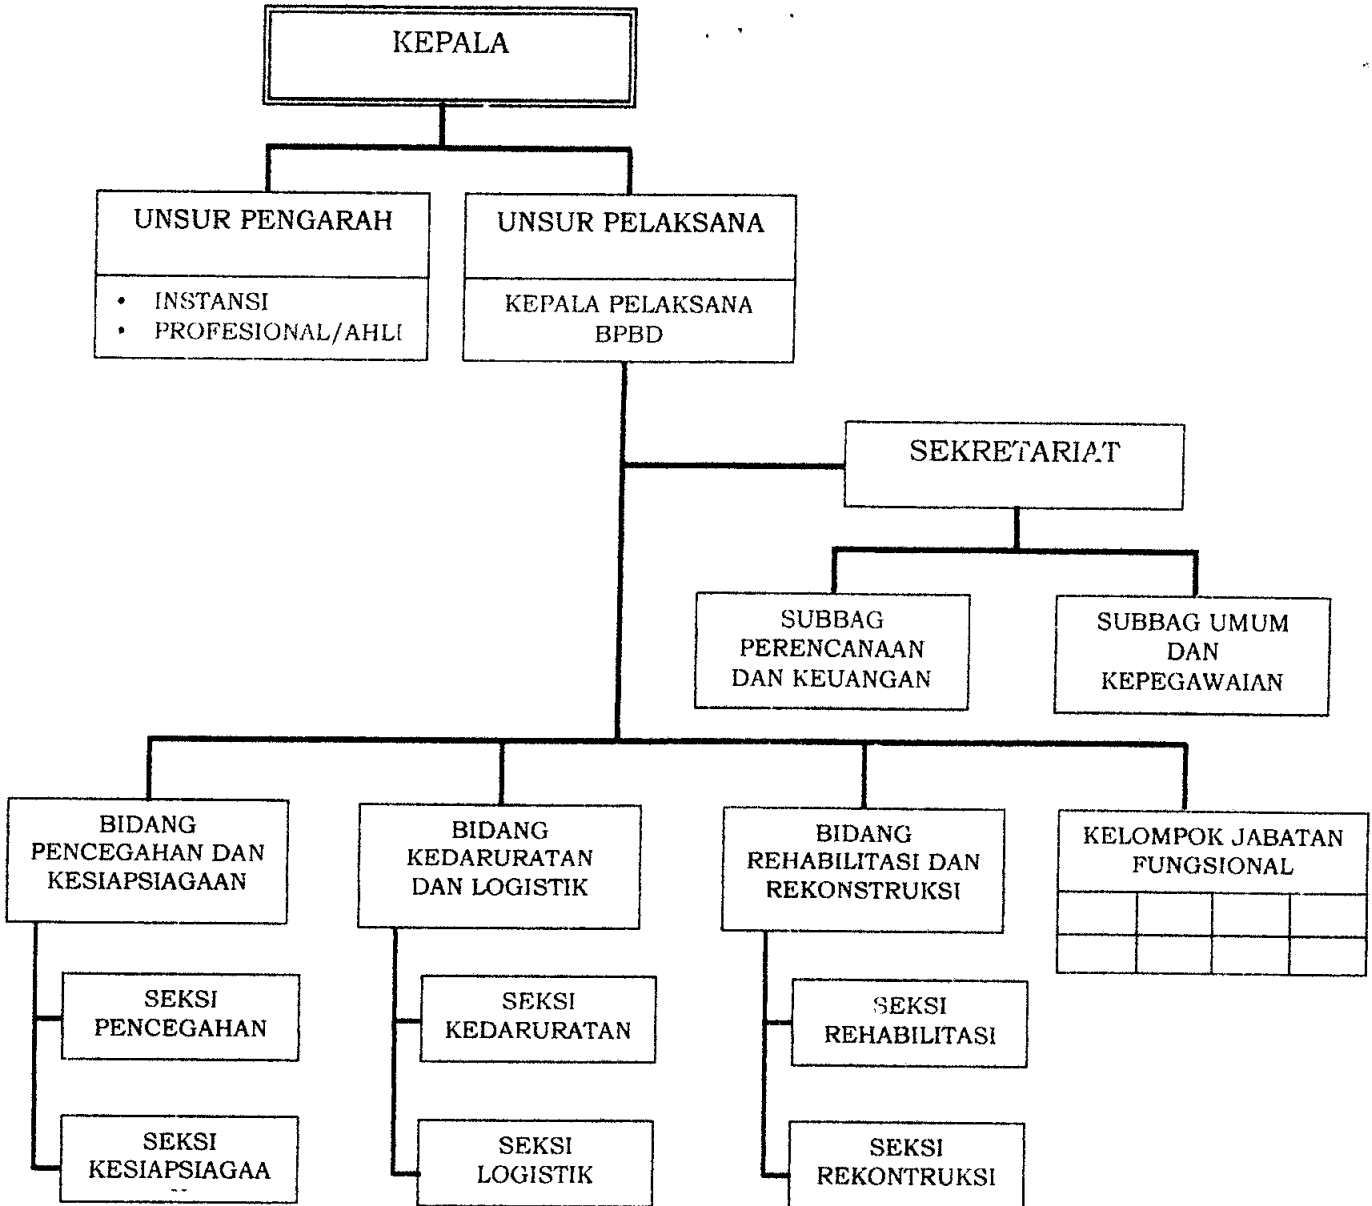 KEPALA
UNSUR PENGARAH
• INSTANSI
• PROFESIONAL/AHLI
UNSUR PELAKSANA
KEPALA PELAKSANA
BPBD
SEKRETARIAT
SUBBAG
PERENCANAAN
DAN KEUANGAN
SUBBAG UMUM
DAN
KEPEGAWAIAN
BIDANG
PENCEGAHAN DAN
KESIAPSIAGAAN
BIDANG
KEDARURATAN
DAN LOGISTIK
BIDANG
REHABILITASI DAN
REKONSTRUKSI
KELOMPOK JABATAN
FUNGSIONAL
SEKSI
PENCEGAHAN
SEKSI
KEDARURATAN
SEKSI
REHABILITASI
SEKSI
KESIAPSIAGAA
SEKSI
LOGISTIK
SEKSI
REKONTRUKSI